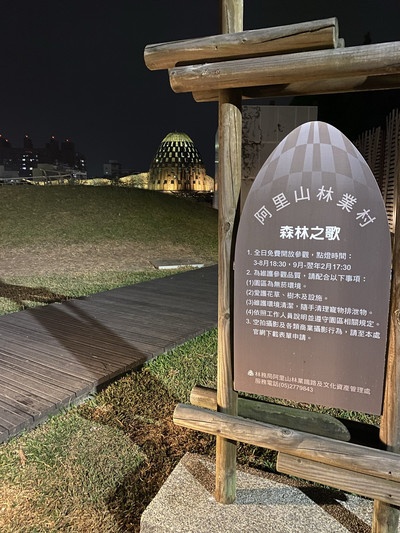 阿里山林業村
森林之歌
1. 全日免費開放參觀，點燈時間：
3-8月18:30，9月-翌年2月17:30
2. 為維護參觀品質，請配合以下事項：
(1)園區為無菸環境。
(2)愛護花草、樹木及設施。
(3)維護環境清潔，隨手清理寵物排泄物。
(4)依照工作人員說明並遵守園區相關規定。
3. 空拍攝影及各類商業攝影行為，請至本處
官網下載表單申請。
林務局阿里山林業鐵路及文化資產管理處
服務電話(05)2779843